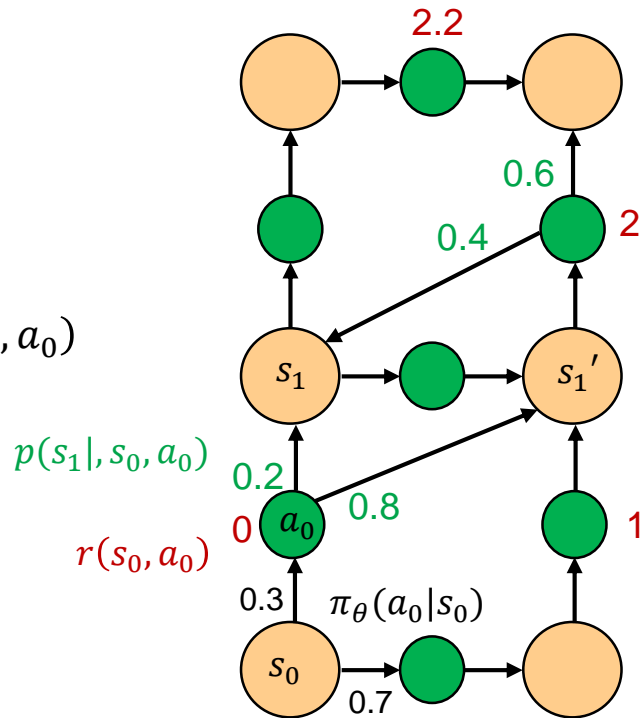 2.2
0.6
0.4
2
, a₀)
s₁
s₁′
p(s₁|, s₀, a₀)
0.2
0.8
0
a₀
1
r(s₀, a₀)
0.3
π_θ(a₀|s₀)
s₀
0.7